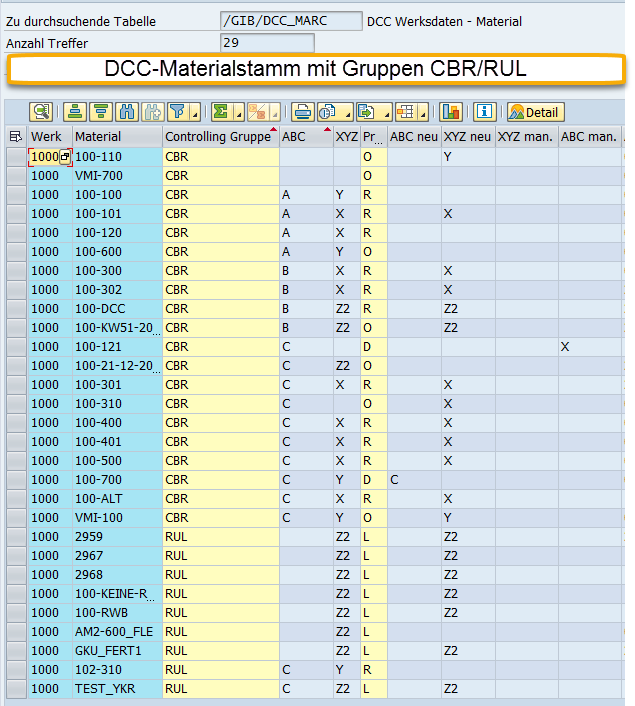 Zu durchsuchende Tabelle /GIB/DCC_MARC DCC Werksdaten - Material
Anzahl Treffer 29
DCC-Materialstamm mit Gruppen CBR/RUL
Detail
Werk Material Controlling Gruppe ABC XYZ Pr... ABC neu XYZ neu XYZ man. ABC man.
1000 100-110 CBR O Y
1000 VMI-700 CBR O
1000 100-100 CBR A Y R
1000 100-101 CBR A X R X
1000 100-120 CBR A X R
1000 100-600 CBR A Y O
1000 100-300 CBR B X R X
1000 100-302 CBR B X R X
1000 100-DCC CBR B Z2 R Z2
1000 100-KW51-20... CBR B Z2 O Z2
1000 100-121 CBR C D X
1000 100-21-12-20... CBR C Z2 O
1000 100-301 CBR C X R X
1000 100-310 CBR C O X
1000 100-400 CBR C X R X
1000 100-401 CBR C X R X
1000 100-500 CBR C X R X
1000 100-700 CBR C Y D C
1000 100-ALT CBR C X R X
1000 VMI-100 CBR C Y O Y
1000 2959 RUL Z2 L Z2
1000 2967 RUL Z2 L Z2
1000 2968 RUL Z2 L Z2
1000 100-KEINE-R... RUL Z2 L Z2
1000 100-RWB RUL Z2 L Z2
1000 AM2-600_FLE RUL Z2 L
1000 GKU_FERT1 RUL Z2 L Z2
1000 102-310 RUL C Y R
1000 TEST_YKR RUL C Z2 L Z2